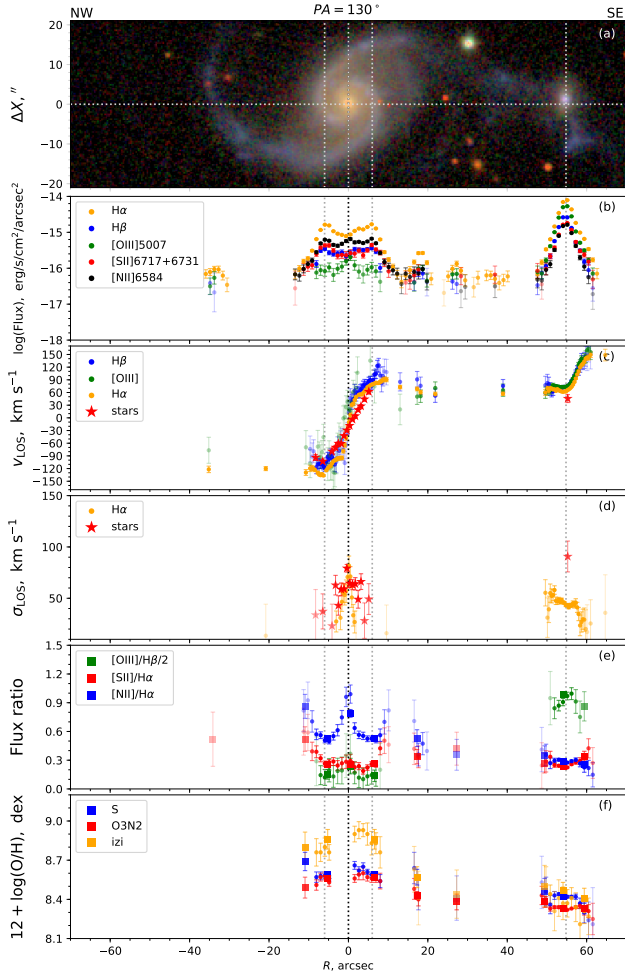 NW PA = 130° SE
20
10
0
−10
−20
ΔX, ″
(a)
−14
−15
−16
−17
−18
log(Flux), erg/s/cm²/arcsec²
(b)
Hα
Hβ
[OIII]5007
[SII]6717+6731
[NII]6584
150
120
90
60
30
0
−30
−60
−90
−120
−150
v_LOS, km s⁻¹
(c)
Hβ
[OIII]
Hα
stars
150
100
50
σ_LOS, km s⁻¹
(d)
Hα
stars
1.5
1.2
0.9
0.6
0.3
0.0
Flux ratio
(e)
[OIII]/Hβ/2
[SII]/Hα
[NII]/Hα
9.0
8.7
8.4
8.1
12 + log(O/H), dex
(f)
S
O3N2
izi
−60 −40 −20 0 20 40 60 80
R, arcsec